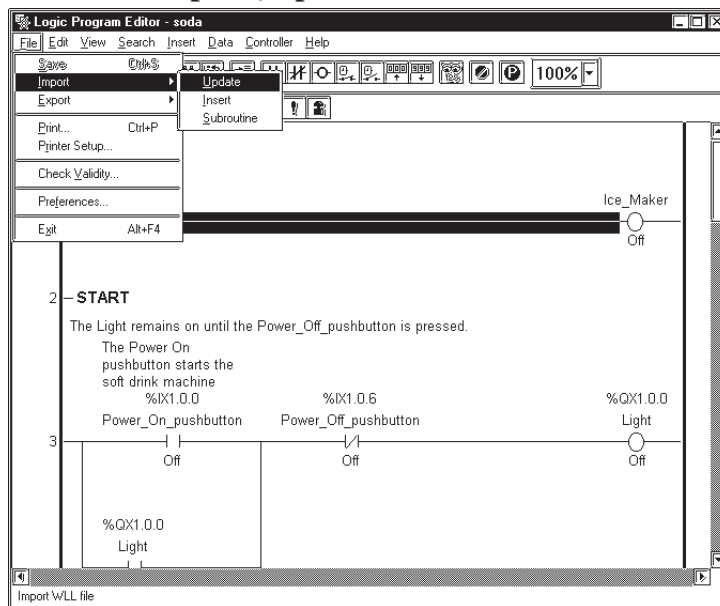 Logic Program Editor - soda
File Edit View Search Insert Data Controller Help
Save Ctrl+S
Import
Export
Print... Ctrl+P
Printer Setup...
Check Validity...
Preferences...
Exit Alt+F4
Update
Insert
Subroutine
100%
Ice_Maker
Off
2 START
The Light remains on until the Power_Off_pushbutton is pressed.
The Power On
pushbutton starts the
soft drink machine
%IX1.0.0 %IX1.0.6 %QX1.0.0
Power_On_pushbutton Power_Off_pushbutton Light
3
Off Off Off
%QX1.0.0
Light
Import WLL file